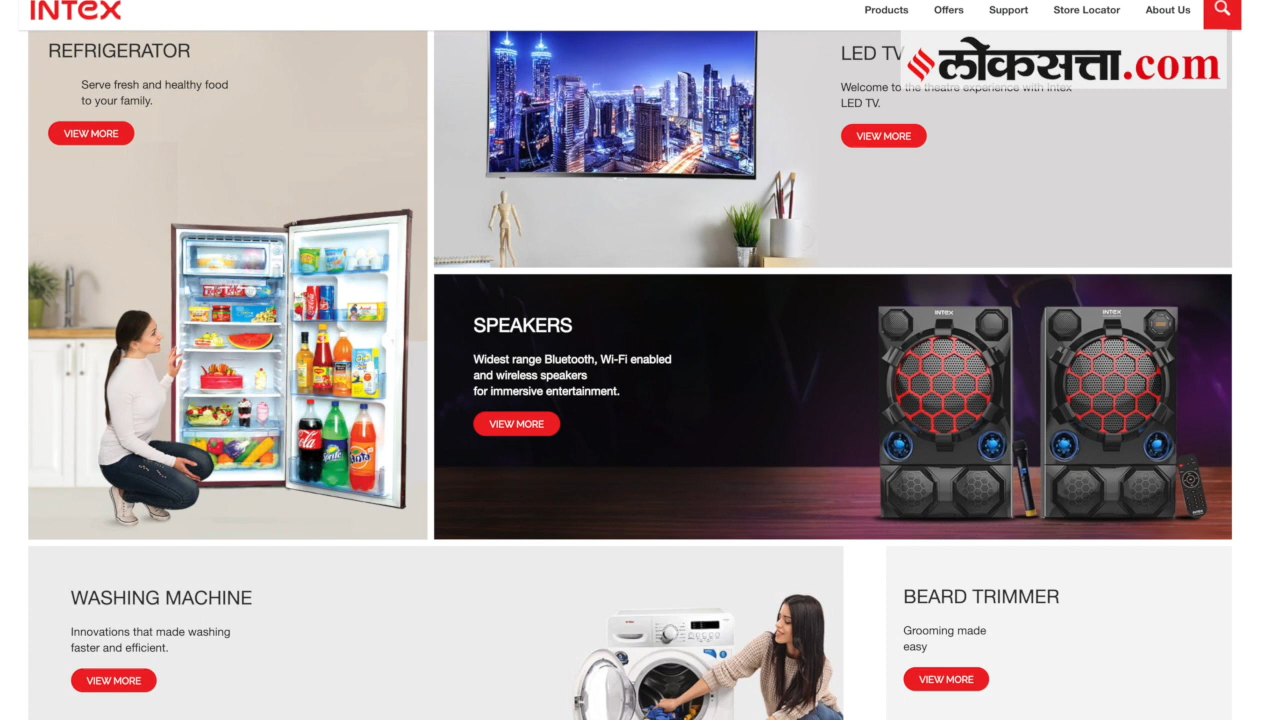 INTEX
Products
Offers
Support
Store Locator
About Us
लोकसत्ता.com
REFRIGERATOR
Serve fresh and healthy food
to your family.
VIEW MORE
LED TV
Welcome to the theatre experience with Intex
LED TV.
VIEW MORE
SPEAKERS
Widest range Bluetooth, Wi-Fi enabled
and wireless speakers
for immersive entertainment.
VIEW MORE
INTEX
INTEX
WASHING MACHINE
Innovations that made washing
faster and efficient.
VIEW MORE
BEARD TRIMMER
Grooming made
easy
VIEW MORE